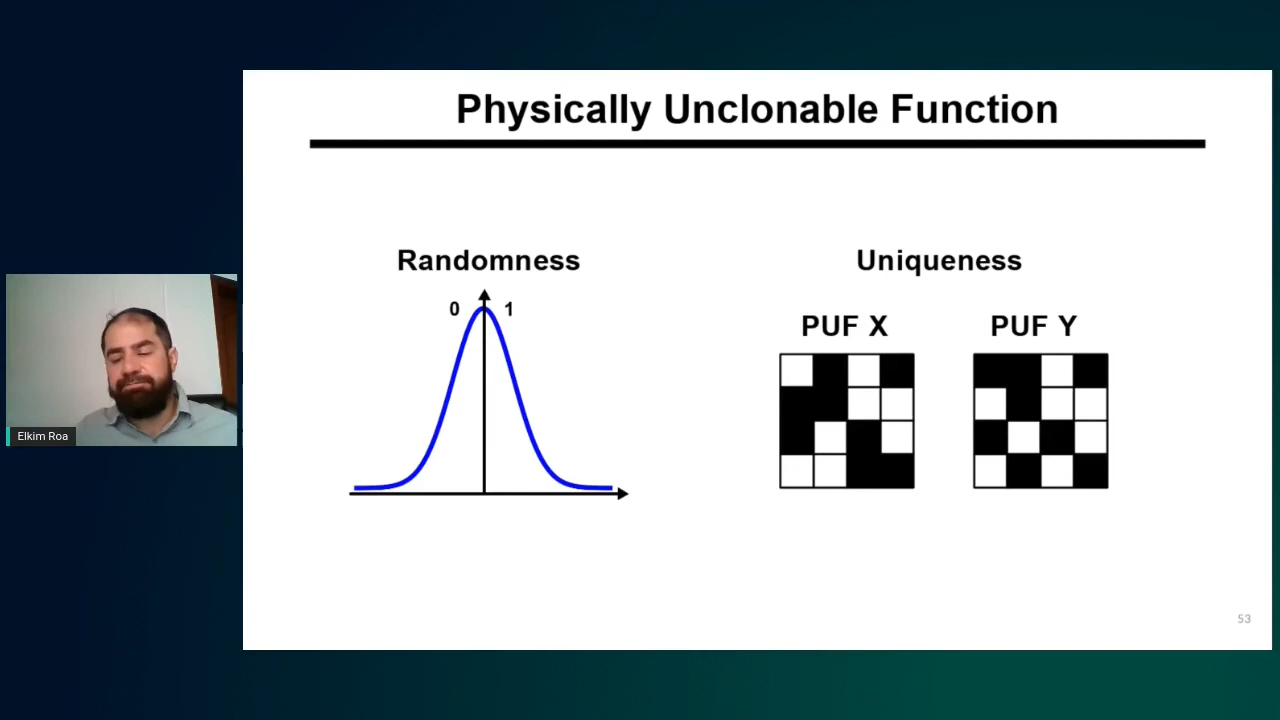 Physically Unclonable Function
Randomness
0 1
Uniqueness
PUF X
PUF Y
Elkim Roa
53